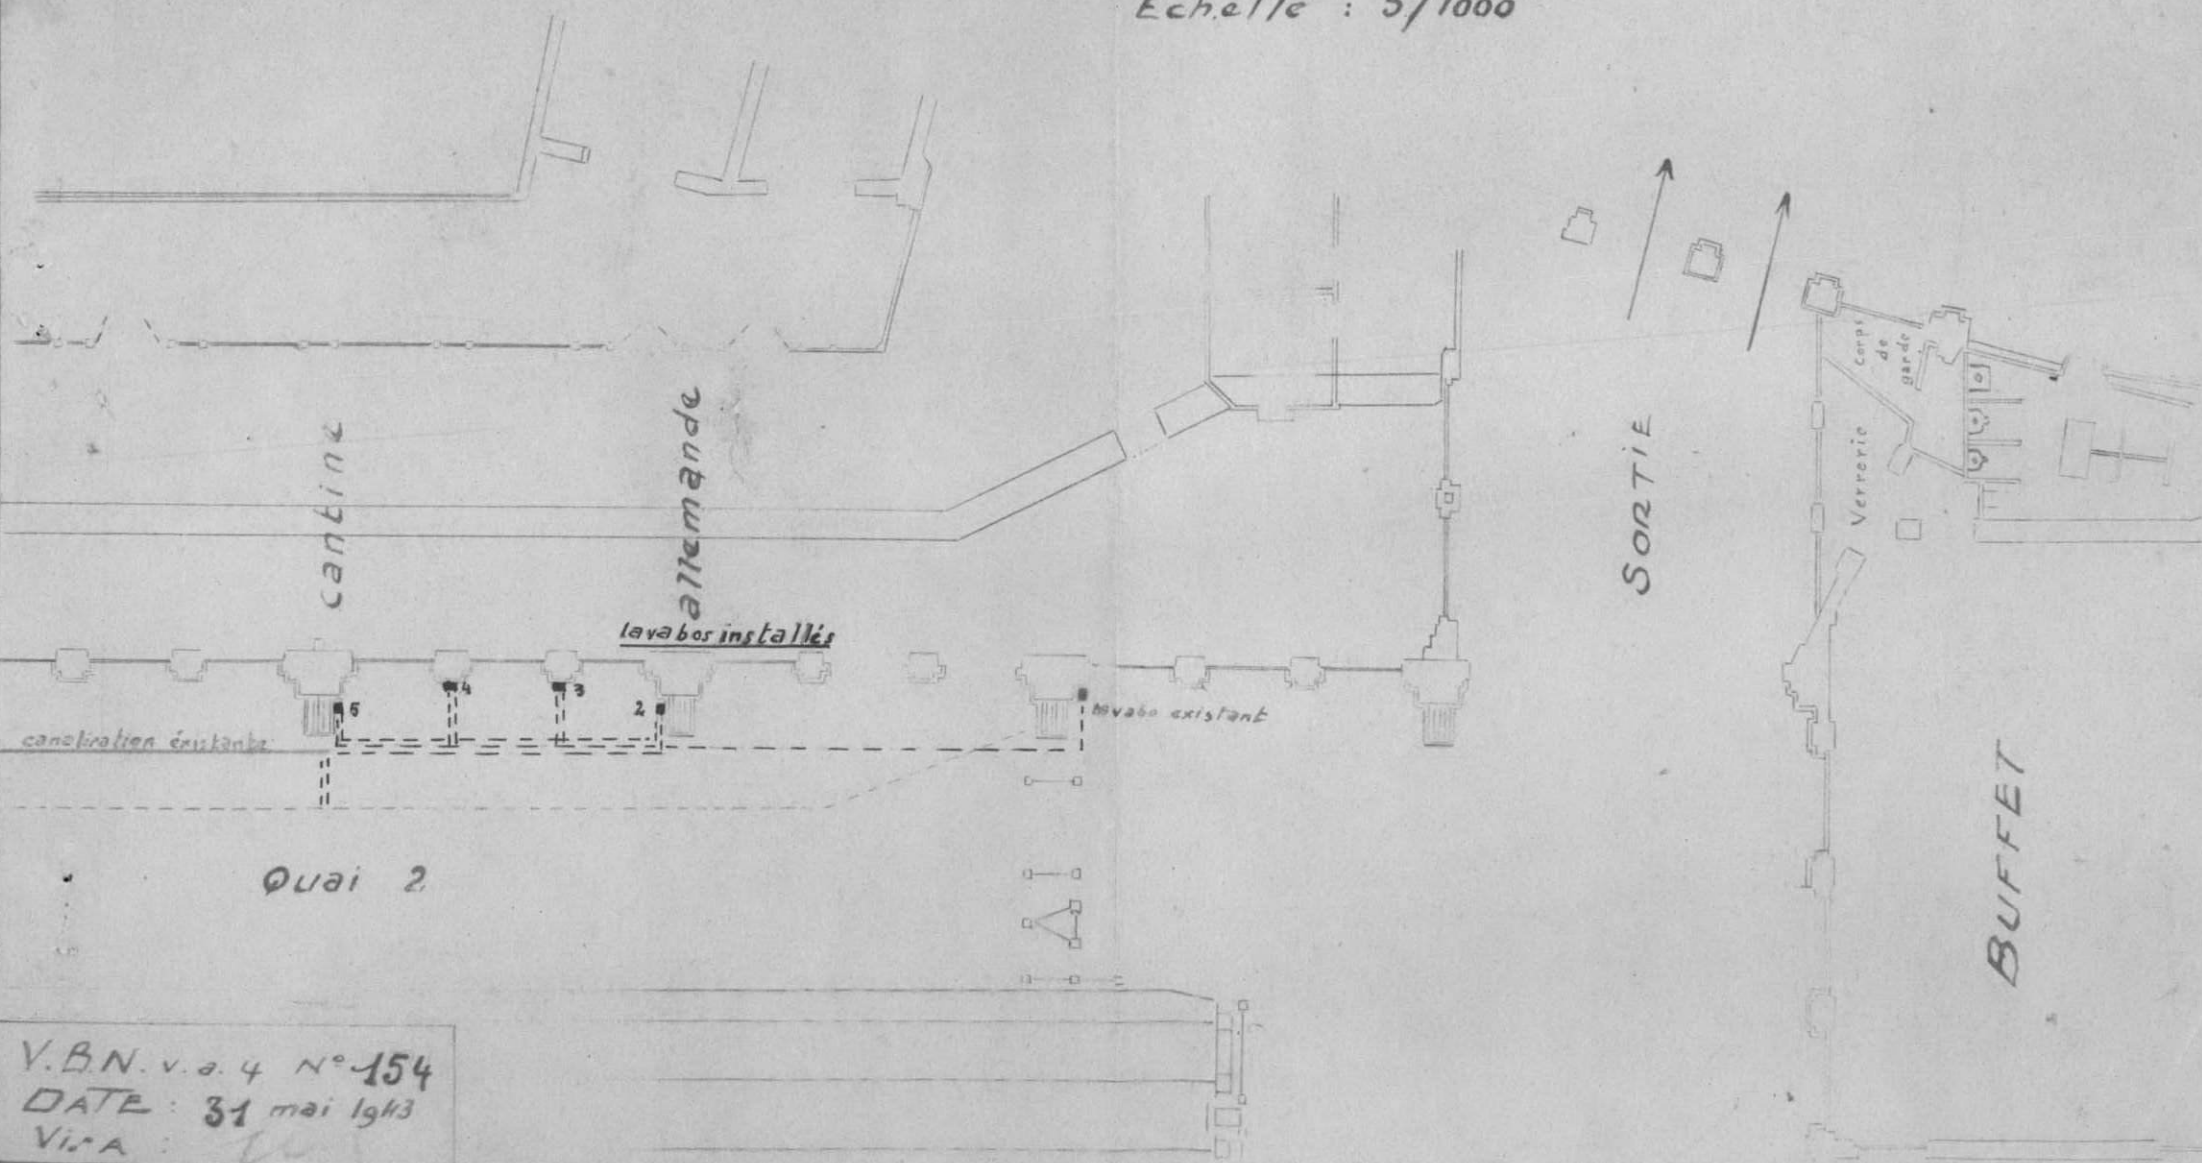 Echelle : 5/1000
Corps
de
garde
Verrerie
cantine
allemande
SORTIE
lavabos installés
5
4
3
2
lavabo existant
canalisation éxistante
BUFFET
Quai 2
V.B.N. v.a. 4 N° 154
DATE : 31 mai 1943
VisA :